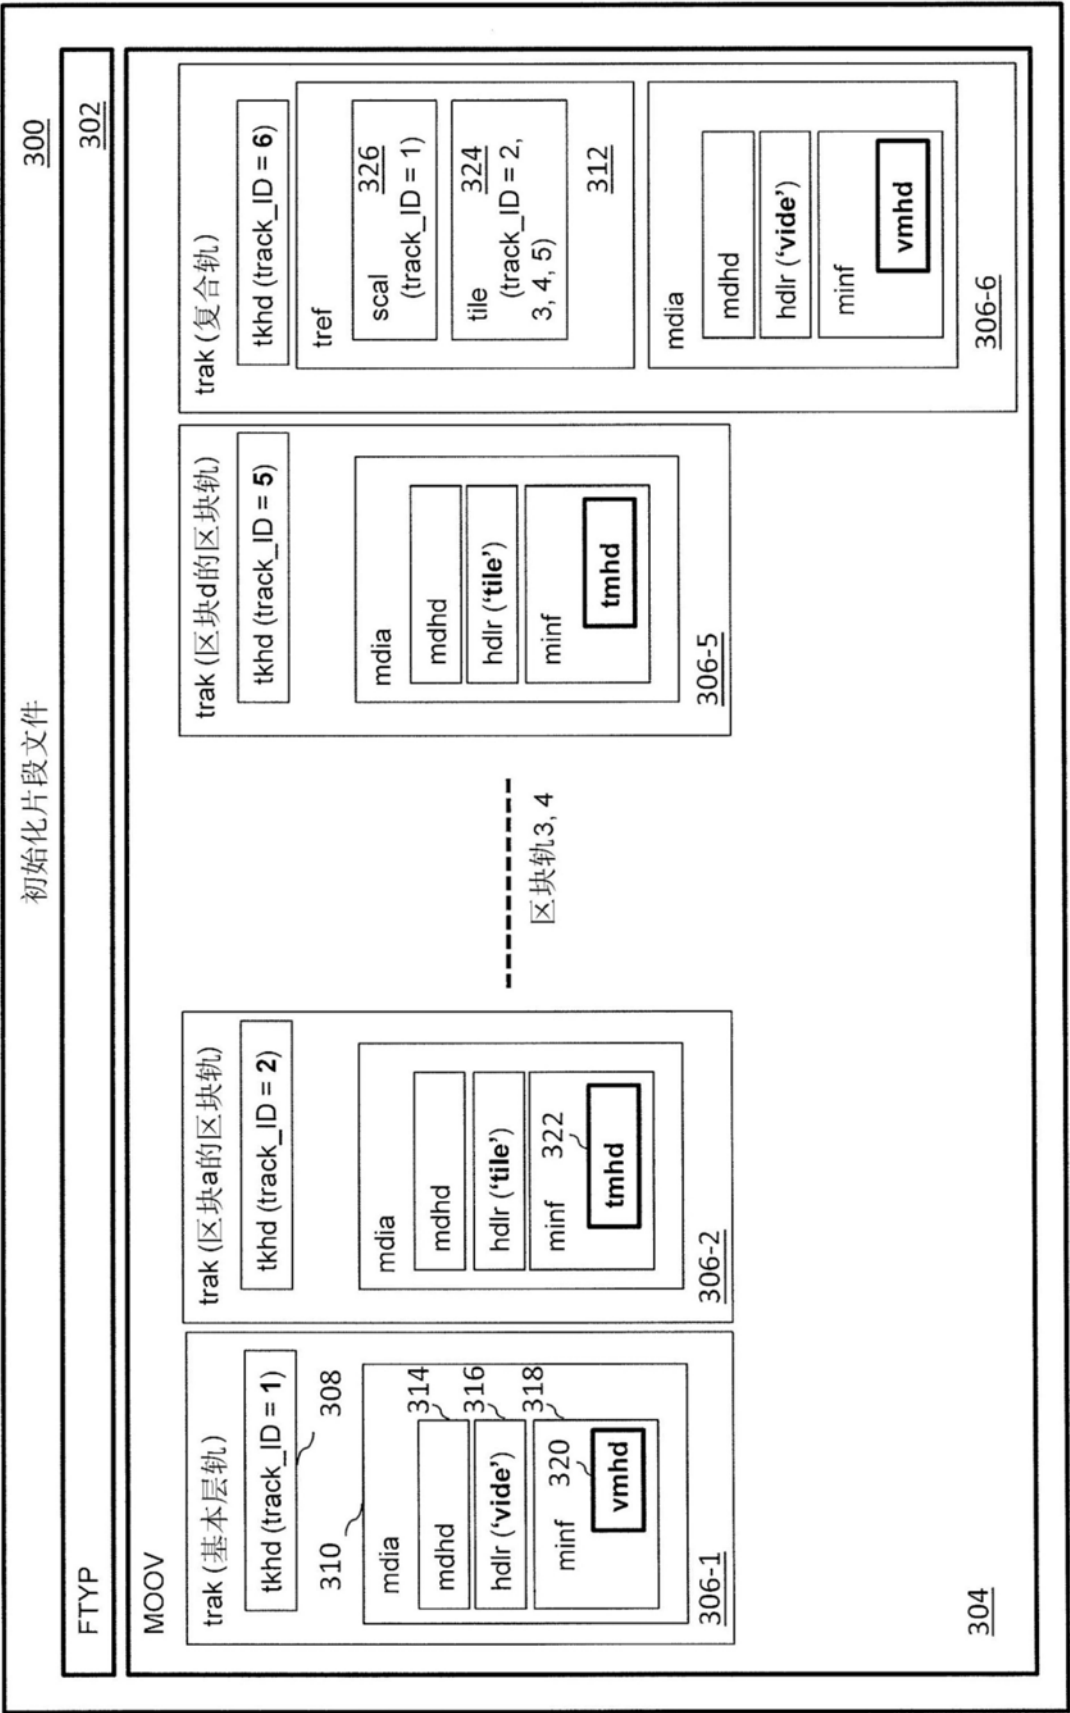 初始化片段文件
300
FTYP
302
MOOV
trak (基本层轨)
tkhd (track_ID = 1)
308
310
mdia
mdhd
314
hdlr (‘vide’)
316
318
minf
320
vmhd
306-1
trak (区块a的区块轨)
tkhd (track_ID = 2)
mdia
mdhd
hdlr (‘tile’)
minf
322
tmhd
306-2
区块轨3, 4
trak (区块d的区块轨)
tkhd (track_ID = 5)
mdia
mdhd
hdlr (‘tile’)
minf
tmhd
306-5
trak (复合轨)
tkhd (track_ID = 6)
tref
scal
326
(track_ID = 1)
tile
324
(track_ID = 2,
3, 4, 5)
312
mdia
mdhd
hdlr (‘vide’)
minf
vmhd
306-6
304